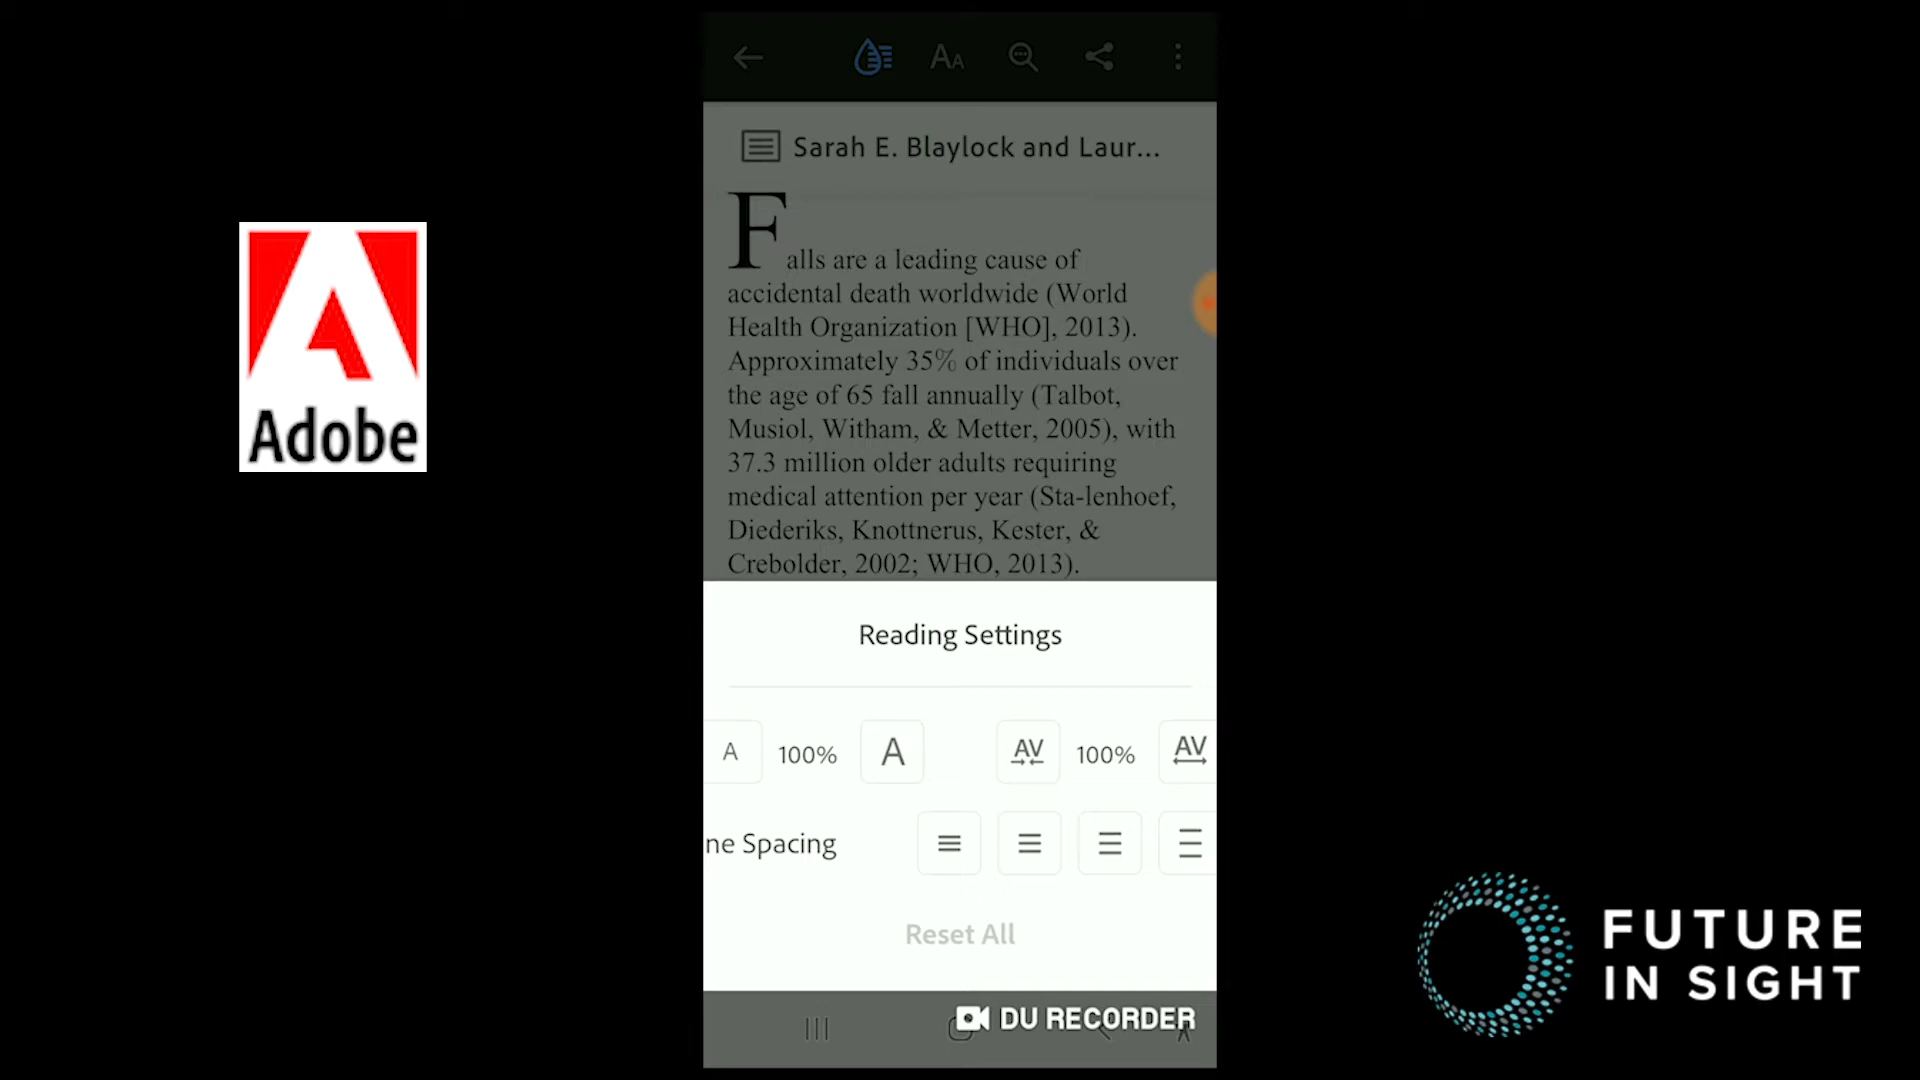 AA
Sarah E. Blaylock and Laur...
Falls are a leading cause of
accidental death worldwide (World
Health Organization [WHO], 2013).
Approximately 35% of individuals over
the age of 65 fall annually (Talbot,
Musiol, Witham, & Metter, 2005), with
37.3 million older adults requiring
medical attention per year (Sta-lenhoef,
Diederiks, Knottnerus, Kester, &
Crebolder, 2002; WHO, 2013).
Adobe
Reading Settings
A 100% A AV 100% AV
ne Spacing
Reset All
DU RECORDER
FUTURE
IN SIGHT